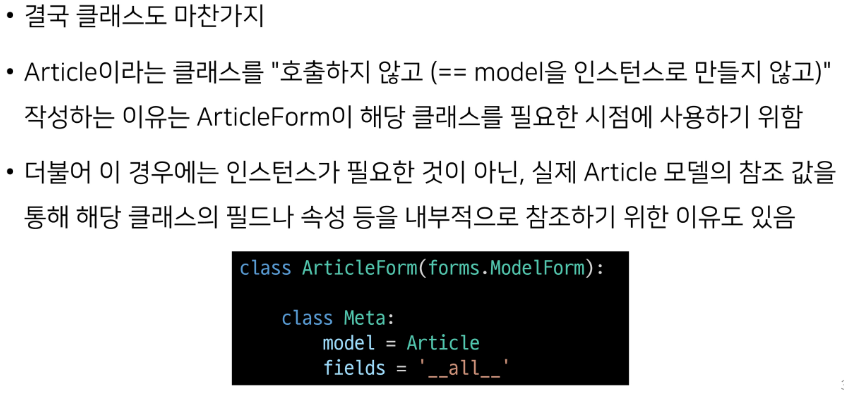 • 결국 클래스도 마찬가지
• Article이라는 클래스를 "호출하지 않고 (== model을 인스턴스로 만들지 않고)"
작성하는 이유는 ArticleForm이 해당 클래스를 필요한 시점에 사용하기 위함
• 더불어 이 경우에는 인스턴스가 필요한 것이 아닌, 실제 Article 모델의 참조 값을
통해 해당 클래스의 필드나 속성 등을 내부적으로 참조하기 위한 이유도 있음
class ArticleForm(forms.ModelForm):
    class Meta:
        model = Article
        fields = '__all__'